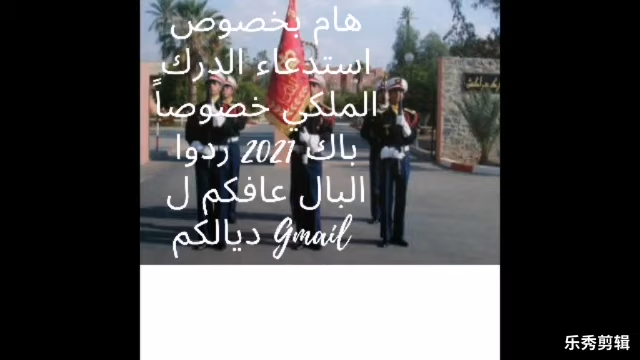 هام بخصوص
استدعاء الدرك
الملكي خصوصاً
باك 2021 ردوا
البال عافكم ل
Gmail ديالكم
乐秀剪辑